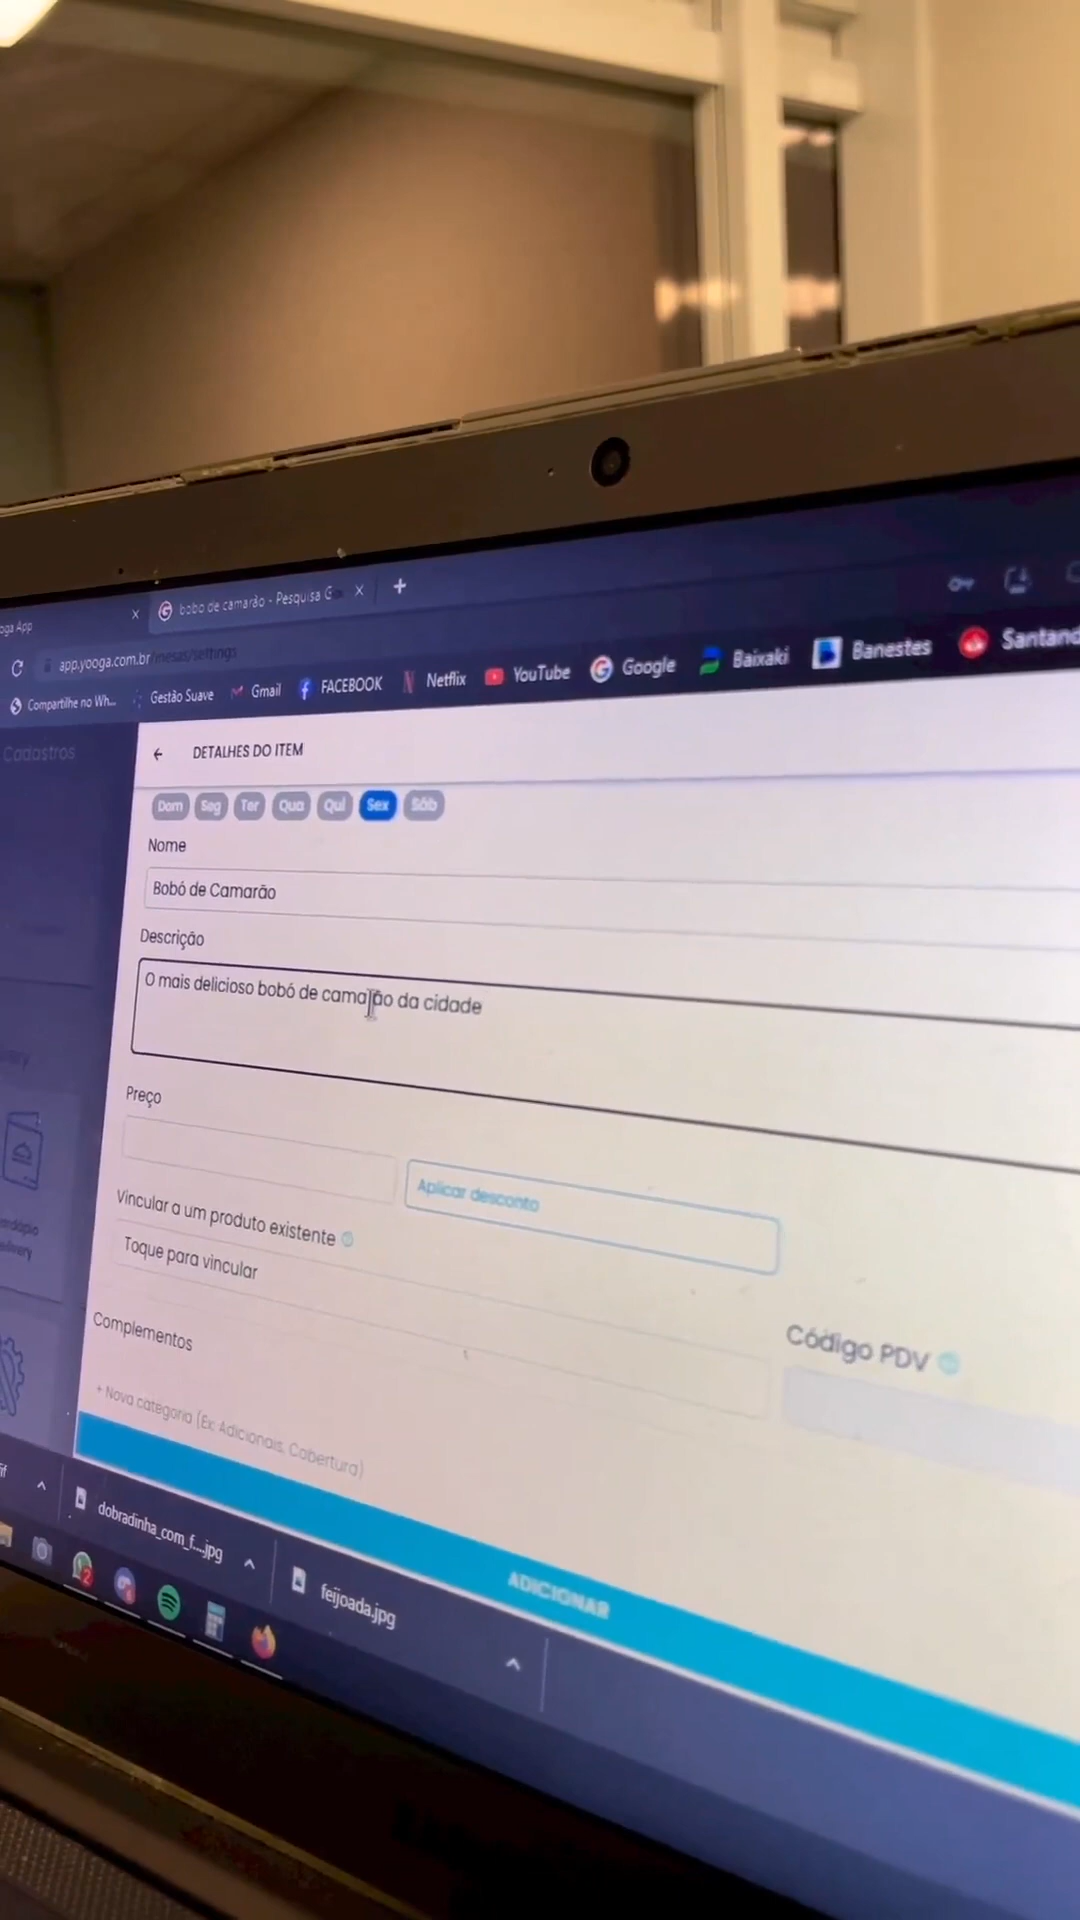 oga App
bobo de camarão - Pesquisa G
app.yooga.com.br/mesas/settings
Compartilhe no Wh... Gestão Suave Gmail FACEBOOK Netflix YouTube Google Baixaki Banestes Santand
Cadastros
DETALHES DO ITEM
Dom Seg Ter Qua Qui Sex Sáb
Nome
Bobó de Camarão
Descrição
O mais delicioso bobó de camarão da cidade
Preço
Aplicar desconto
Vincular a um produto existente
Toque para vincular
Código PDV
Complementos
+ Nova categoria (Ex: Adicionais, Cobertura)
ADICIONAR
dobradinha_com_f....jpg
feijoada.jpg